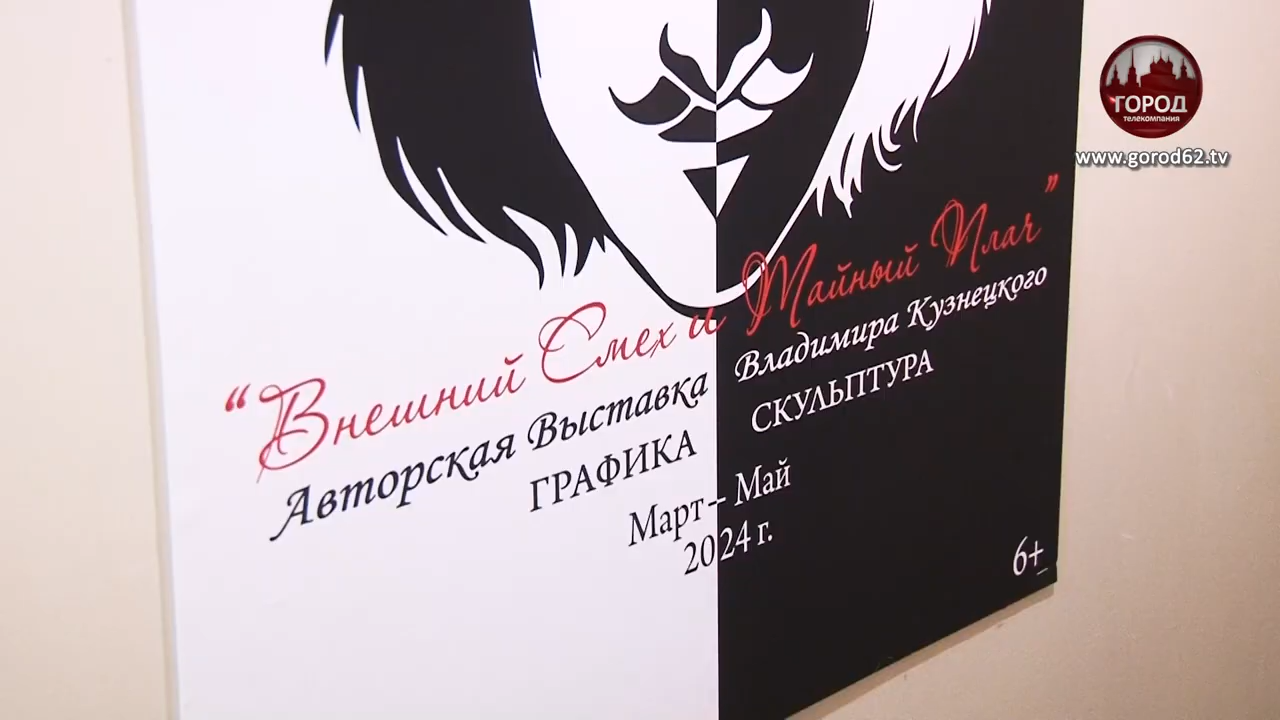 ГОРОД
телекомпания
www.gorod62.tv
“Внешний Смех и Тайный Плач”
Авторская Выставка Владимира Кузнецкого
ГРАФИКА СКУЛЬПТУРА
Март – Май
2024 г.
6+